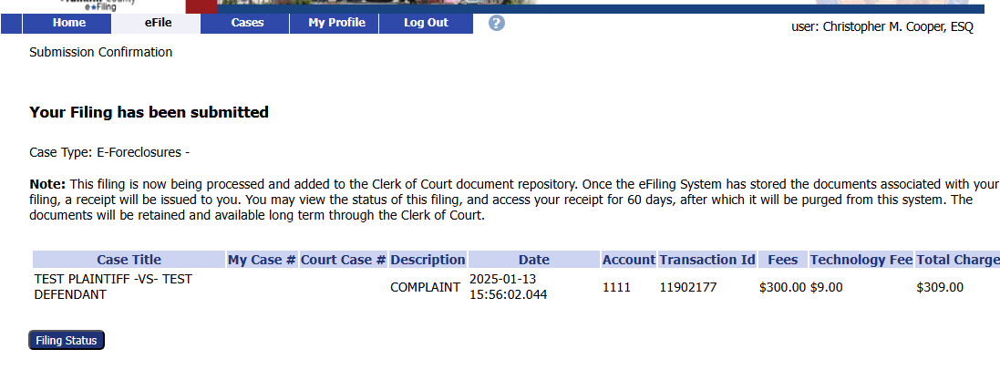 County
e★Filing
Home eFile Cases My Profile Log Out ?
user: Christopher M. Cooper, ESQ
Submission Confirmation
Your Filing has been submitted
Case Type: E-Foreclosures -
Note: This filing is now being processed and added to the Clerk of Court document repository. Once the eFiling System has stored the documents associated with your
filing, a receipt will be issued to you. You may view the status of this filing, and access your receipt for 60 days, after which it will be purged from this system. The
documents will be retained and available long term through the Clerk of Court.
Case Title My Case # Court Case # Description Date Account Transaction Id Fees Technology Fee Total Charge
TEST PLAINTIFF -VS- TEST
DEFENDANT
COMPLAINT
2025-01-13
15:56:02.044
1111 11902177 $300.00 $9.00 $309.00
Filing Status